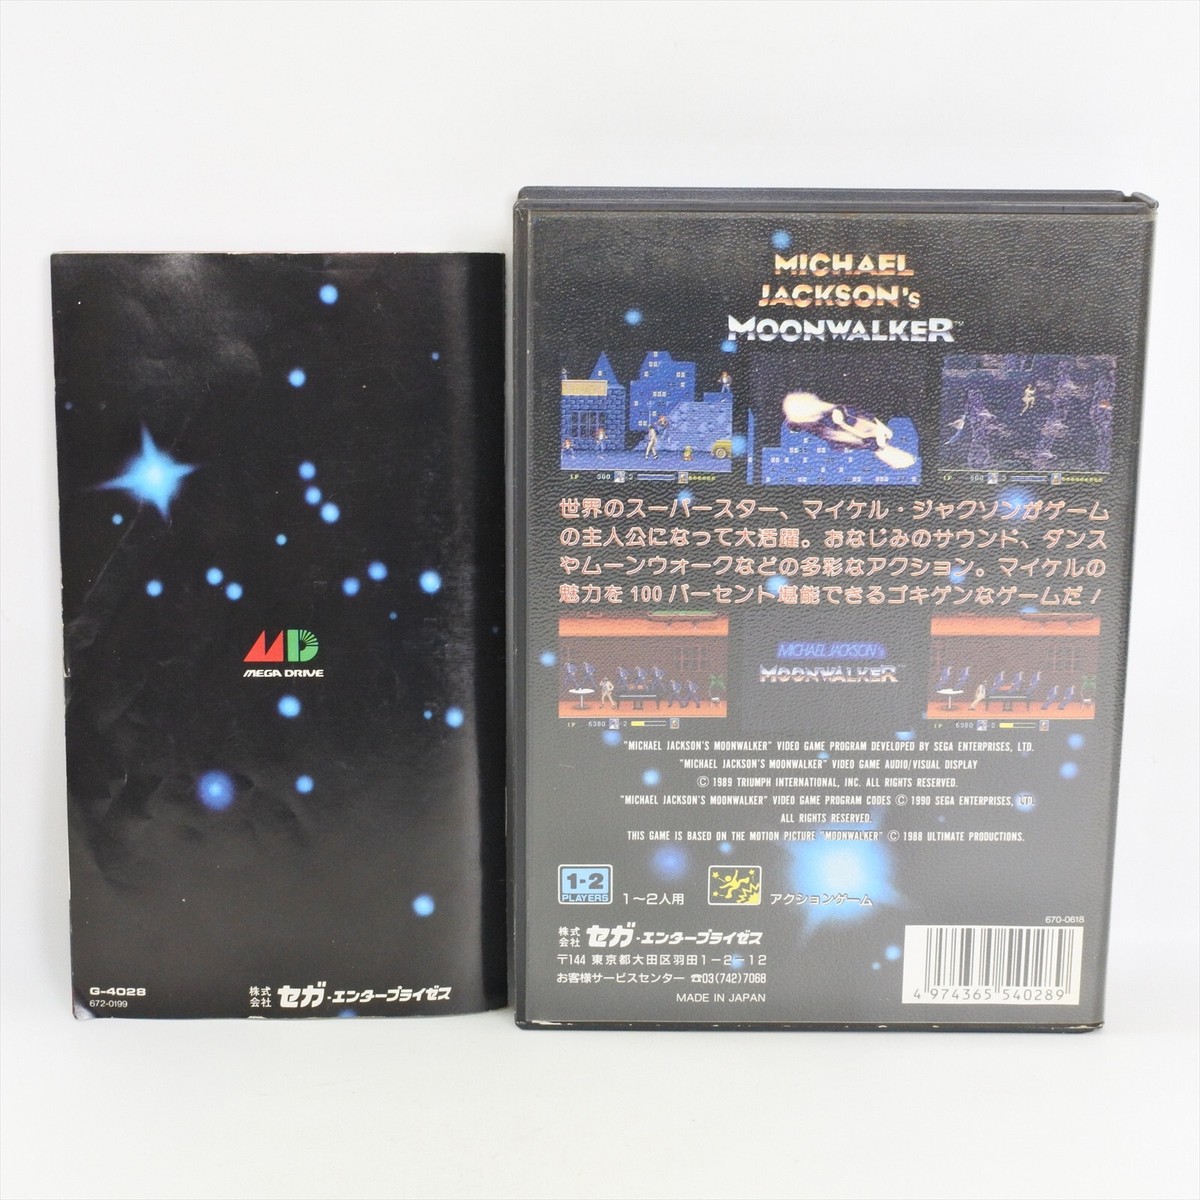 MD
MEGA DRIVE
G-4028
672-0199
株式会社 セガ・エンタープライゼス
MICHAEL
JACKSON's
MOONWALKER™
世界のスーパースター、マイケル・ジャクソンがゲーム
の主人公になって大活躍。おなじみのサウンド、ダンス
やムーンウォークなどの多彩なアクション。マイケルの
魅力を100パーセント堪能できるゴキゲンなゲームだ！
MICHAEL JACKSON's
MOONWALKER™
1P 6380
1P 6380
"MICHAEL JACKSON'S MOONWALKER" VIDEO GAME PROGRAM DEVELOPED BY SEGA ENTERPRISES, LTD.
"MICHAEL JACKSON'S MOONWALKER" VIDEO GAME AUDIO/VISUAL DISPLAY
© 1989 TRIUMPH INTERNATIONAL, INC. ALL RIGHTS RESERVED.
"MICHAEL JACKSON'S MOONWALKER" VIDEO GAME PROGRAM CODES © 1990 SEGA ENTERPRISES, LTD.
ALL RIGHTS RESERVED.
THIS GAME IS BASED ON THE MOTION PICTURE "MOONWALKER" © 1988 ULTIMATE PRODUCTIONS.
1-2
PLAYERS
1〜2人用
アクションゲーム
株式会社 セガ・エンタープライゼス
〒144 東京都大田区羽田1-2-12
お客様サービスセンター ☎03(742)7068
MADE IN JAPAN
670-0618
4 974365 540289